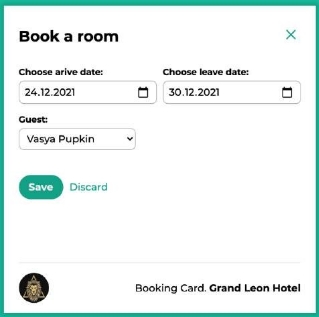 Book a room
Choose arive date: Choose leave date:
24.12.2021 30.12.2021
Guest:
Vasya Pupkin
Save Discard
Booking Card. Grand Leon Hotel